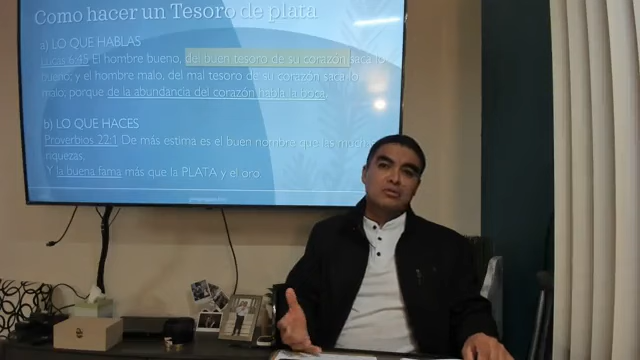 Como hacer un Tesoro de plata
a) LO QUE HABLAS
Lucas 6:45 El hombre bueno, del buen tesoro de su corazón saca lo
bueno; y el hombre malo, del mal tesoro de su corazón saca lo
malo; porque de la abundancia del corazón habla la boca.
b) LO QUE HACES
Proverbios 22:1 De más estima es el buen nombre que las muchas
riquezas,
Y la buena fama más que la PLATA y el oro.